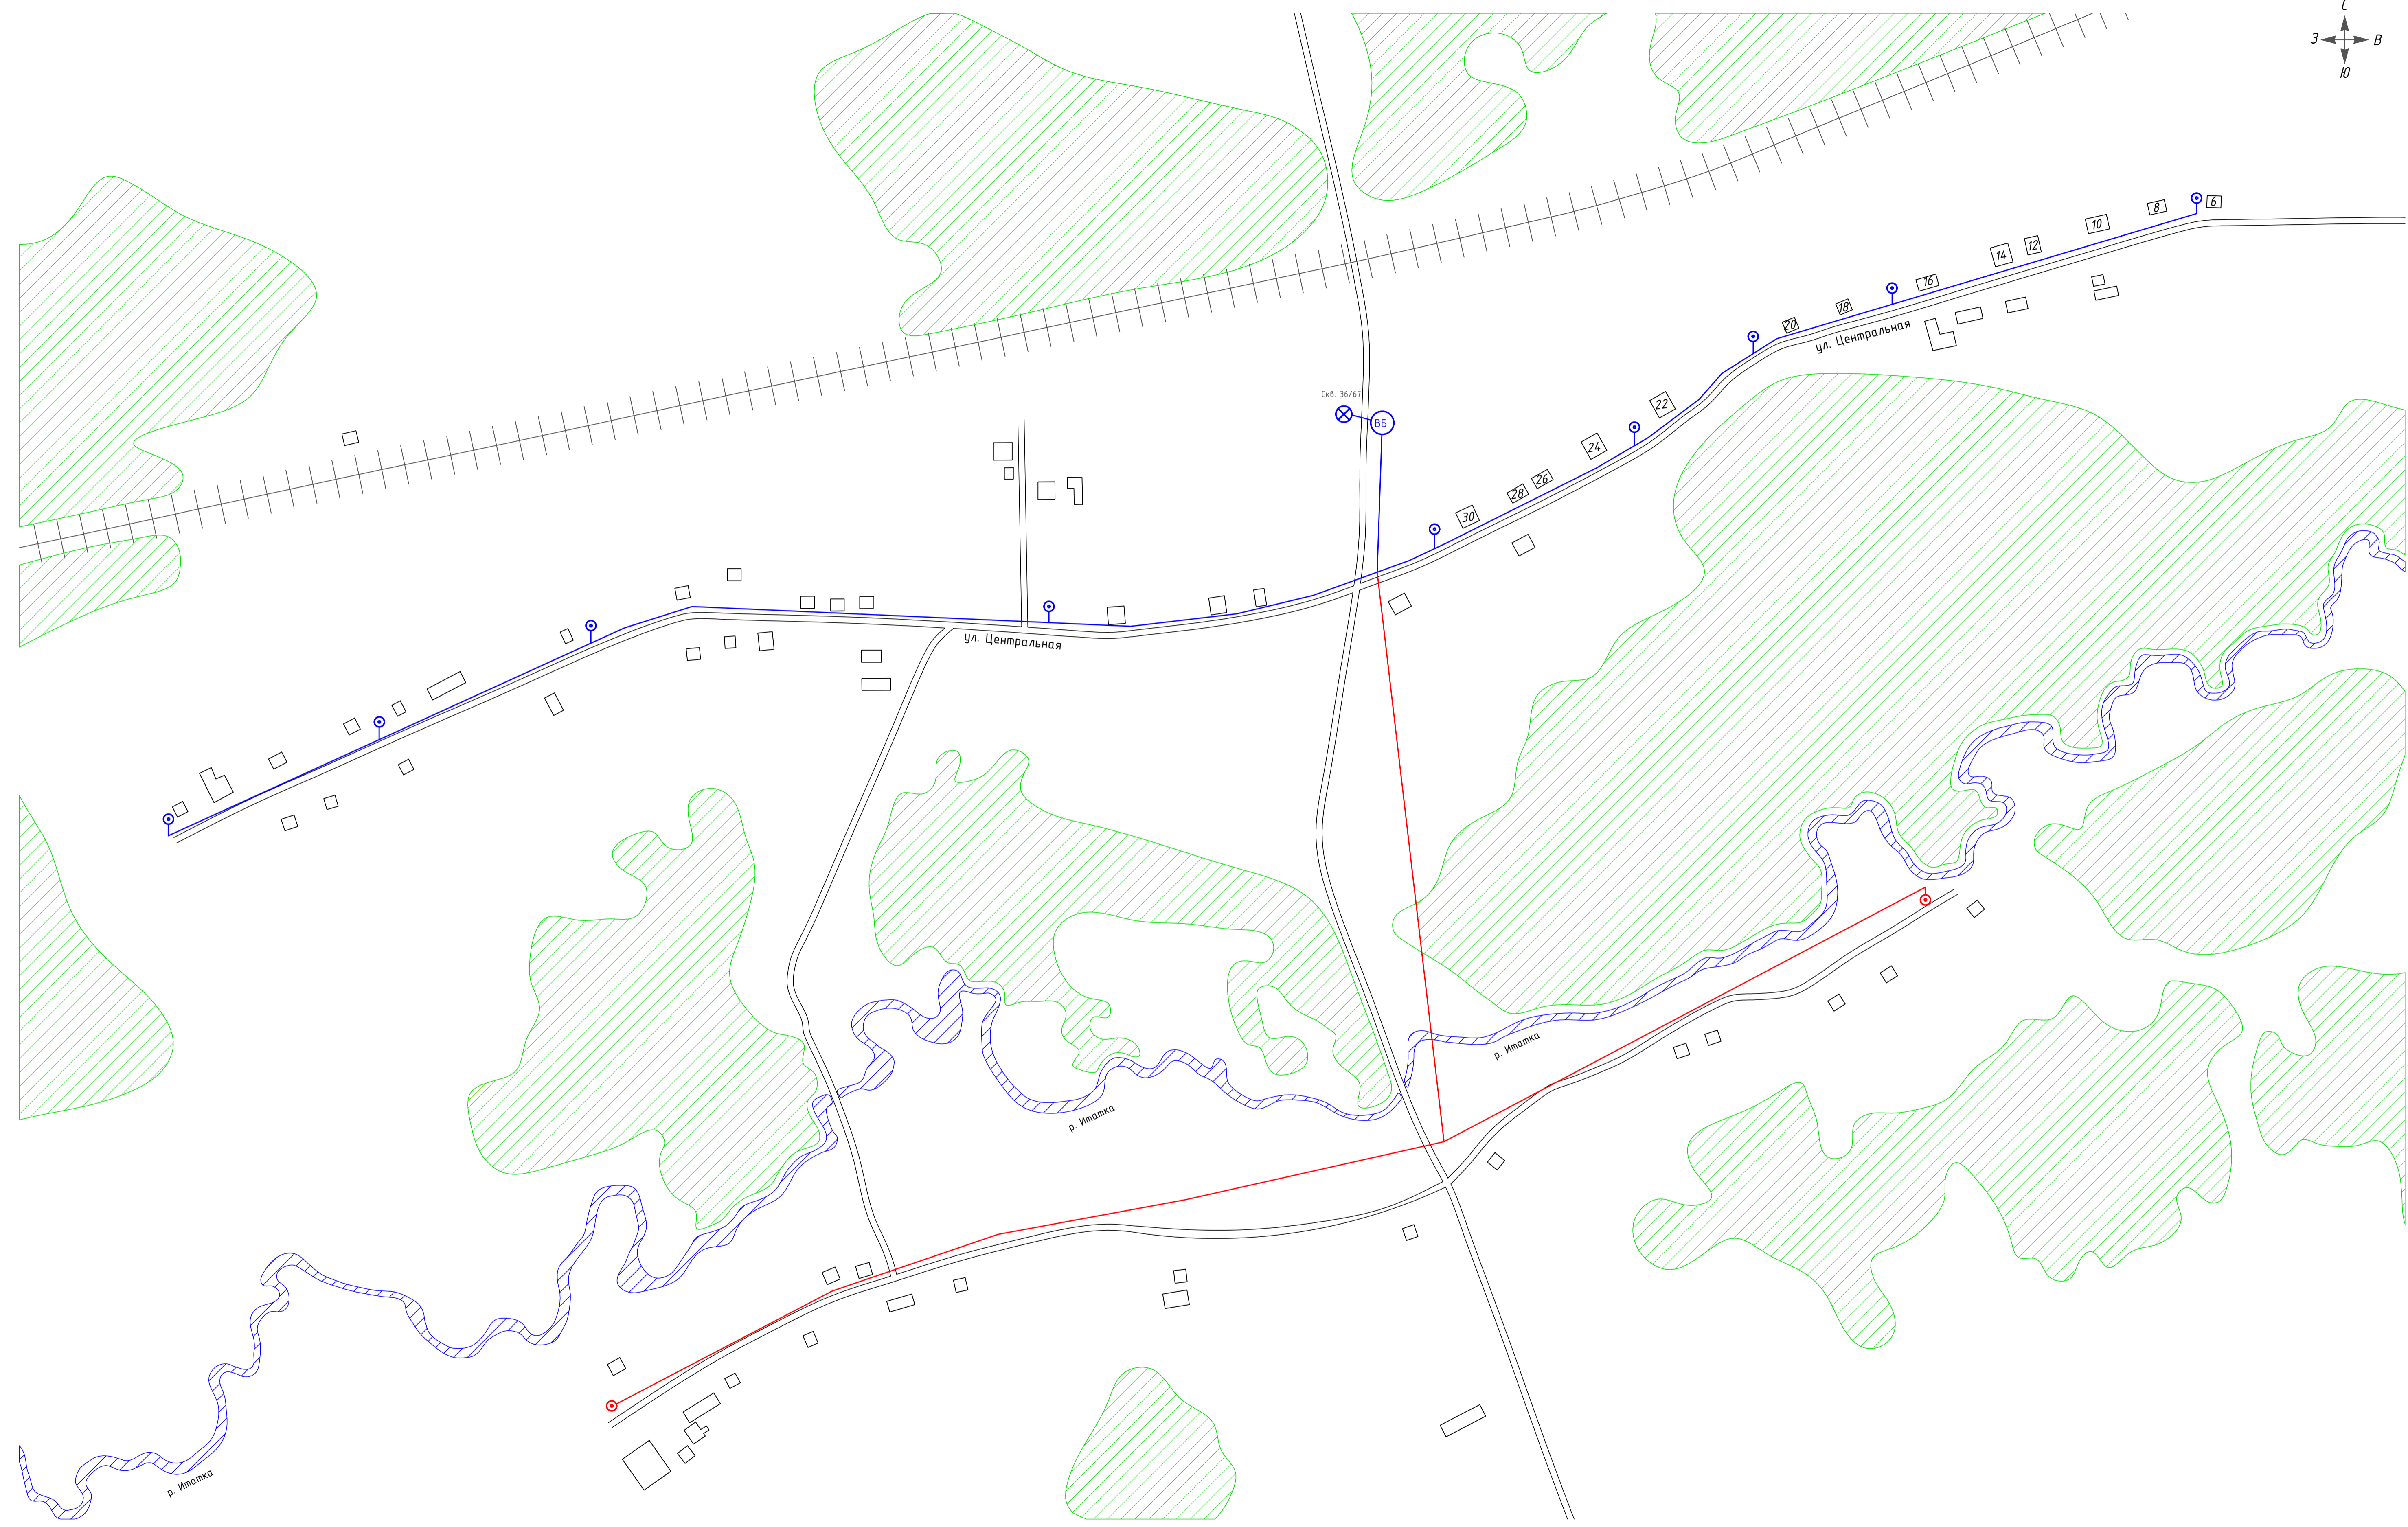 С
З
В
Ю
6
8
10
12
14
16
18
20
ул. Центральная
Скв. 36/67
ВБ
22
24
26
28
30
ул. Центральная
р. Итатка
р. Итатка
р. Итатка